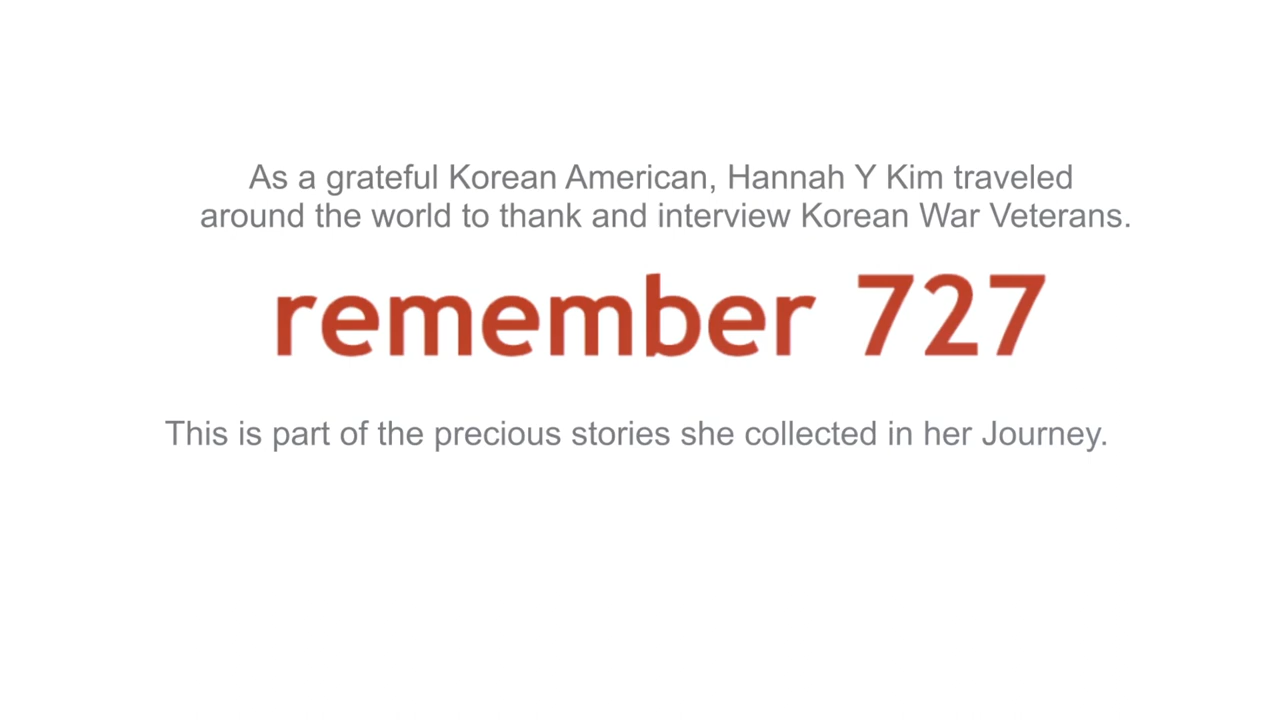 As a grateful Korean American, Hannah Y Kim traveled
around the world to thank and interview Korean War Veterans.
remember 727
This is part of the precious stories she collected in her Journey.